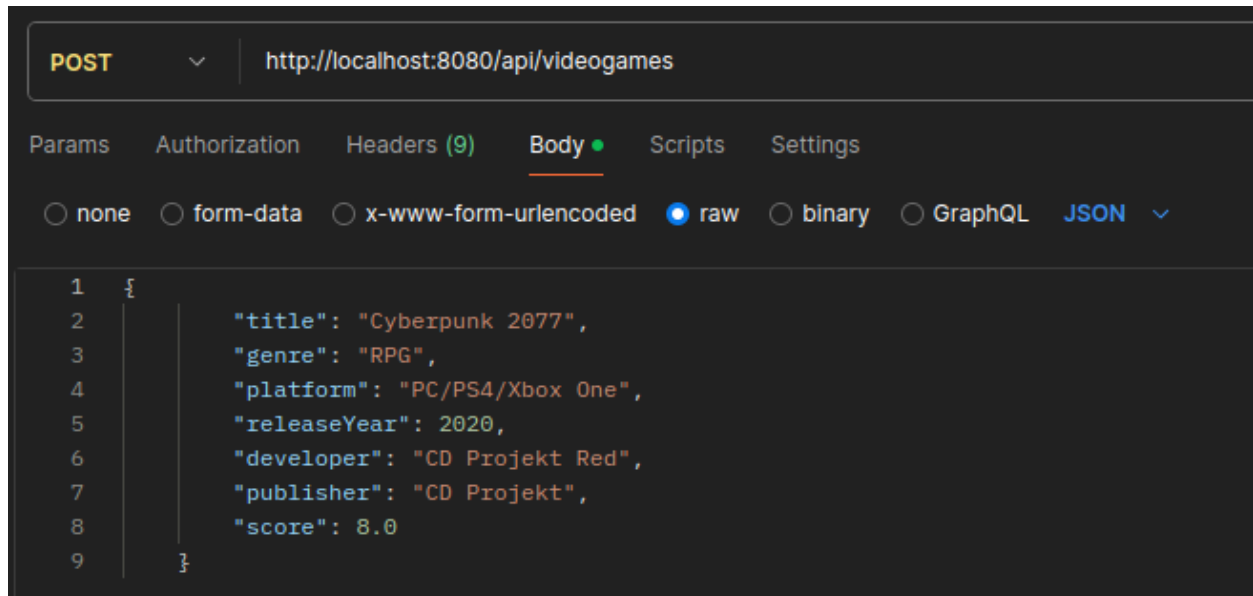 POST http://localhost:8080/api/videogames
Params Authorization Headers (9) Body Scripts Settings
none form-data x-www-form-urlencoded raw binary GraphQL JSON
1 {
2 "title": "Cyberpunk 2077",
3 "genre": "RPG",
4 "platform": "PC/PS4/Xbox One",
5 "releaseYear": 2020,
6 "developer": "CD Projekt Red",
7 "publisher": "CD Projekt",
8 "score": 8.0
9 }